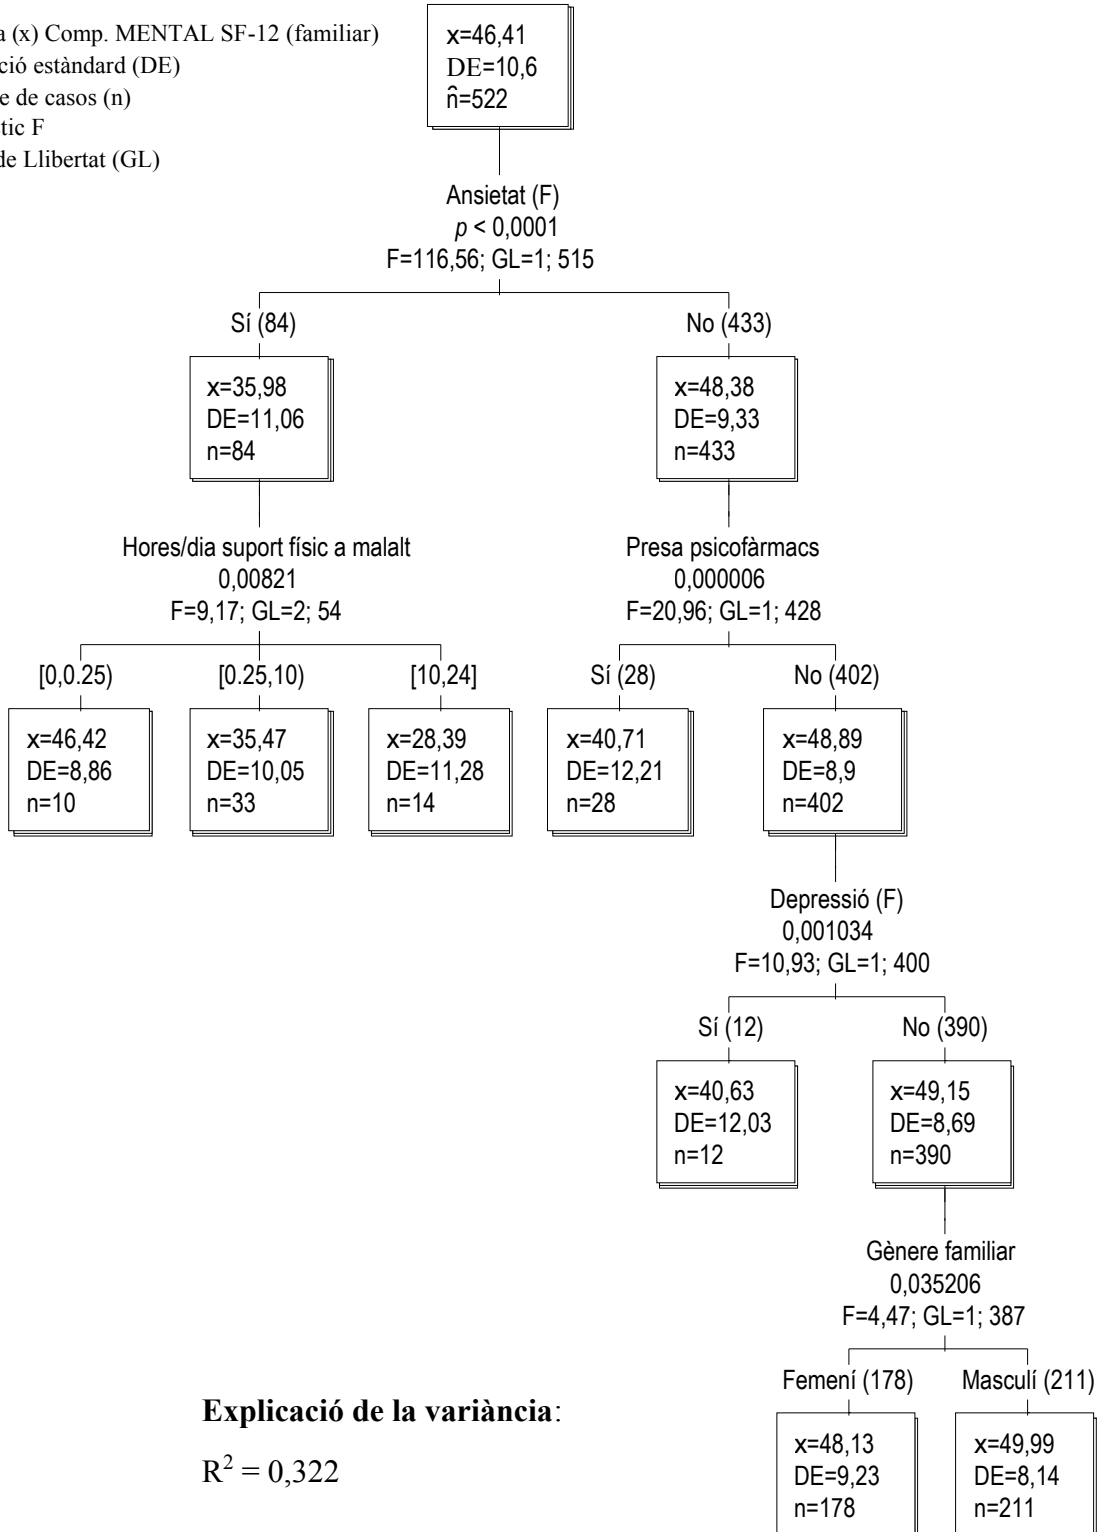 a (x) Comp. MENTAL SF-12 (familiar)
ció estàndard (DE)
e de casos (n)
tic F
de Llibertat (GL)
x=46,41
DE=10,6
n̂=522
Ansietat (F)
p < 0,0001
F=116,56; GL=1; 515
Sí (84)
No (433)
x=35,98
DE=11,06
n=84
x=48,38
DE=9,33
n=433
Hores/dia suport físic a malalt
0,00821
F=9,17; GL=2; 54
Presa psicofàrmacs
0,000006
F=20,96; GL=1; 428
[0,0.25)
[0.25,10)
[10,24]
Sí (28)
No (402)
x=46,42
DE=8,86
n=10
x=35,47
DE=10,05
n=33
x=28,39
DE=11,28
n=14
x=40,71
DE=12,21
n=28
x=48,89
DE=8,9
n=402
Depressió (F)
0,001034
F=10,93; GL=1; 400
Sí (12)
No (390)
x=40,63
DE=12,03
n=12
x=49,15
DE=8,69
n=390
Gènere familiar
0,035206
F=4,47; GL=1; 387
Femení (178)
Masculí (211)
x=48,13
DE=9,23
n=178
x=49,99
DE=8,14
n=211
Explicació de la variància:
R² = 0,322